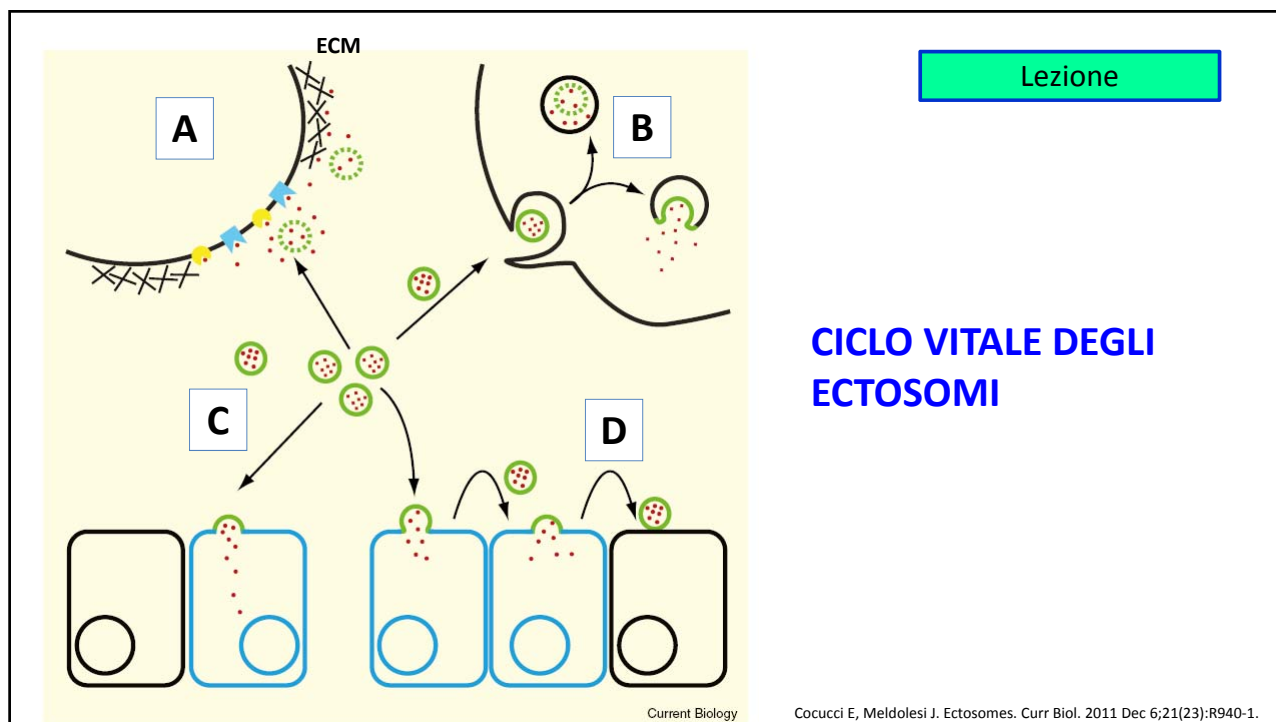 ECM
Lezione
A
B
CICLO VITALE DEGLI
ECTOSOMI
C
D
Current Biology
Cocucci E, Meldolesi J. Ectosomes. Curr Biol. 2011 Dec 6;21(23):R940-1.